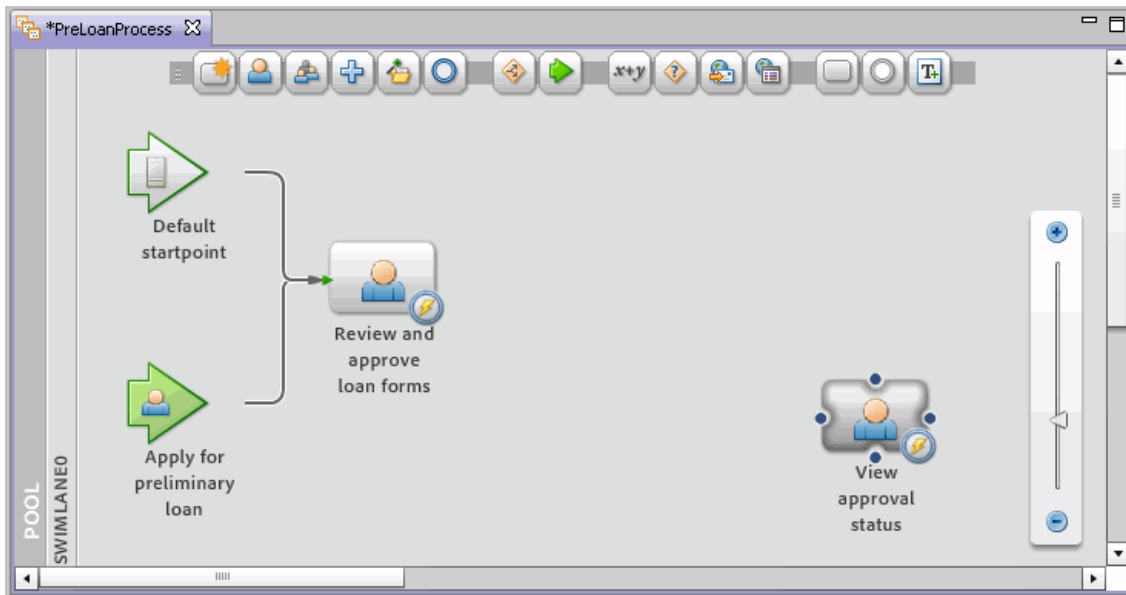 *PreLoanProcess
x+y
T+
Default
startpoint
Review and
approve
loan forms
Apply for
preliminary
loan
View
approval
status
POOL
SWIMLANE0